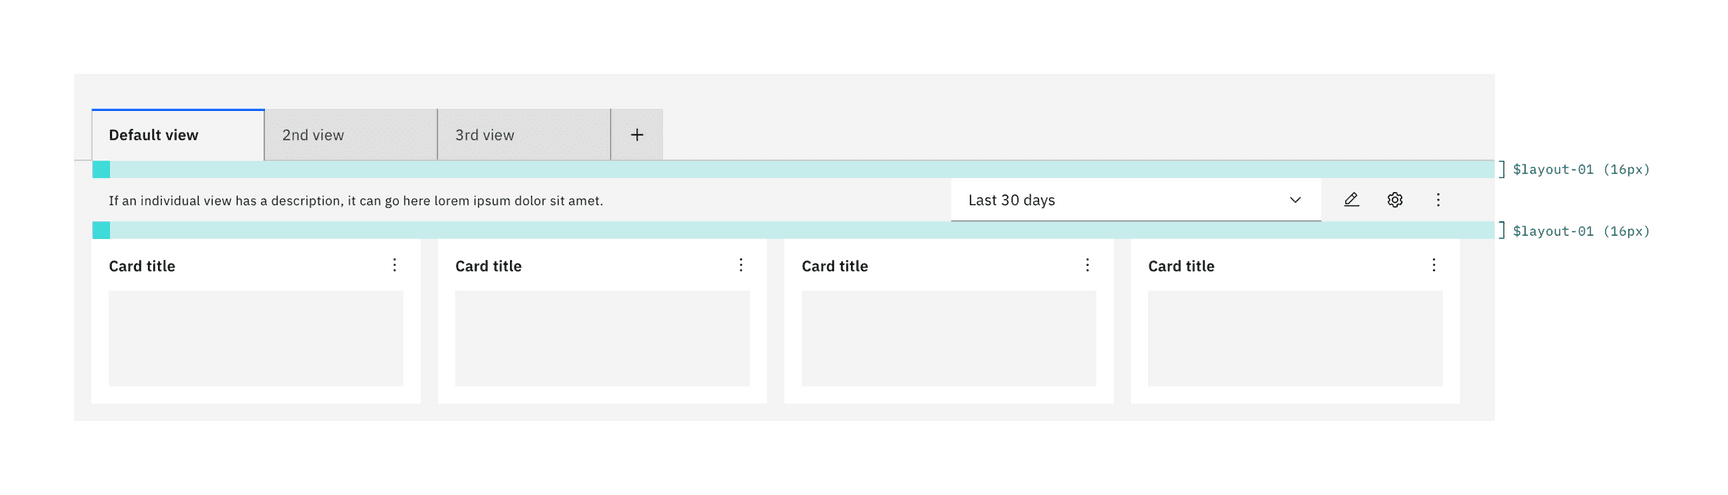 Default view 2nd view 3rd view +
$layout-01 (16px)
If an individual view has a description, it can go here lorem ipsum dolor sit amet. Last 30 days
$layout-01 (16px)
Card title Card title Card title Card title